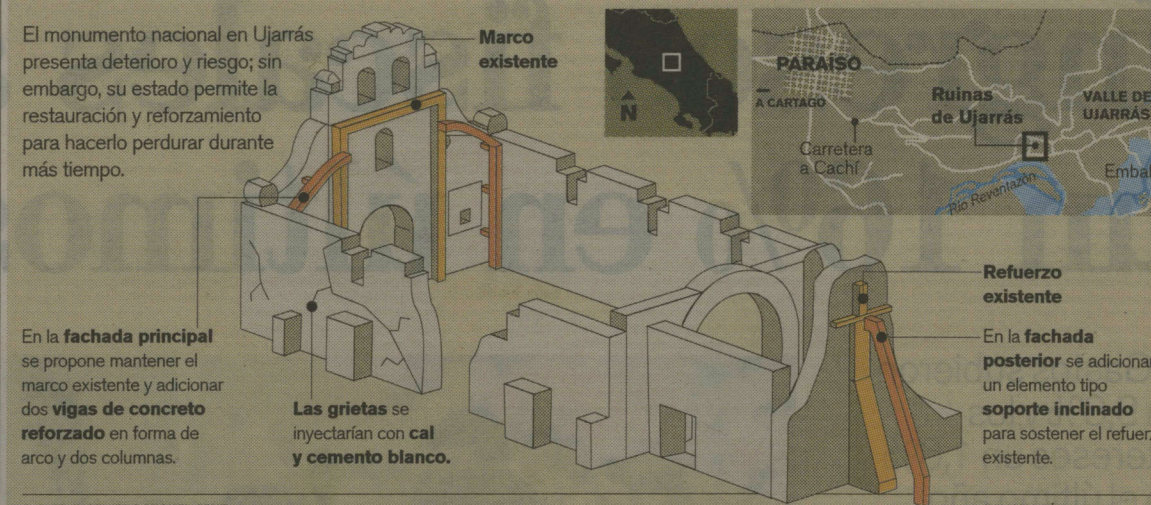 El monumento nacional en Ujarrás
presenta deterioro y riesgo; sin
embargo, su estado permite la
restauración y reforzamiento
para hacerlo perdurar durante
más tiempo.
Marco
existente
N
PARAÍSO
A CARTAGO
Carretera
a Cachí
Ruinas
de Ujarrás
VALLE DE
UJARRÁS
Río Reventazón
Embal
Refuerzo
existente
En la fachada principal
se propone mantener el
marco existente y adicionar
dos vigas de concreto
reforzado en forma de
arco y dos columnas.
Las grietas se
inyectarían con cal
y cemento blanco.
En la fachada
posterior se adicionar
un elemento tipo
soporte inclinado
para sostener el refuerz
existente.